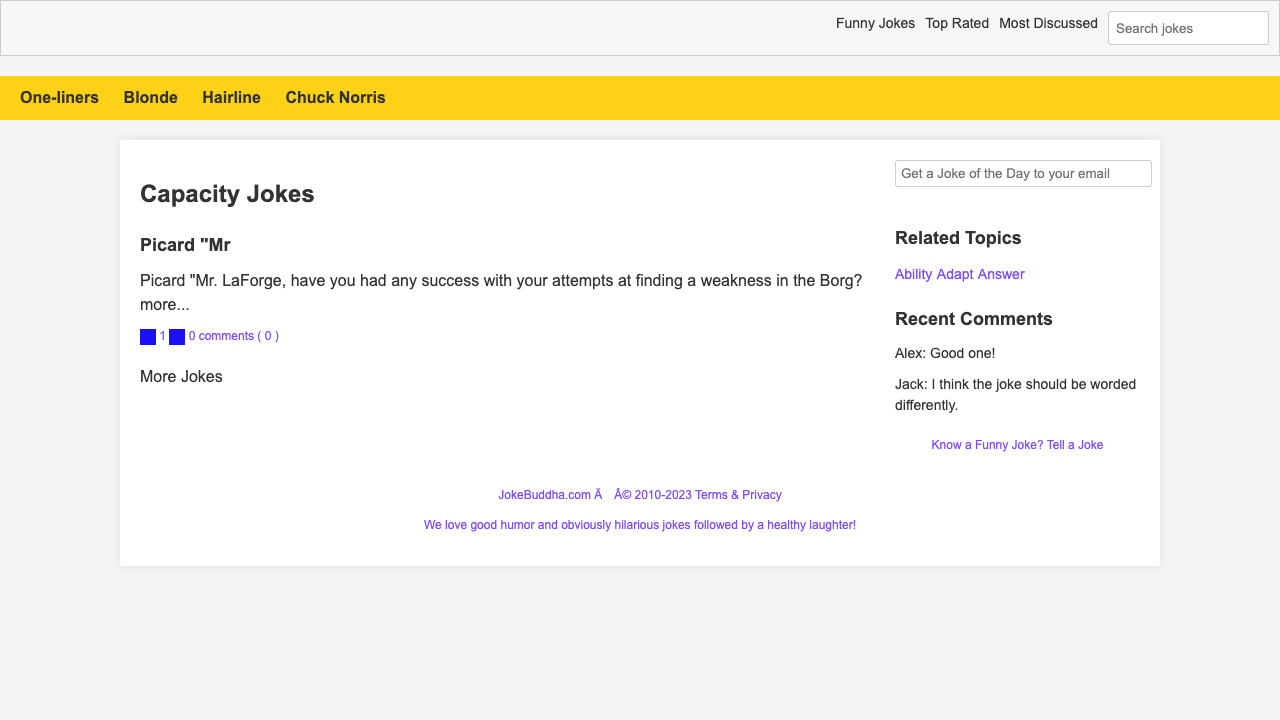 Funny Jokes Top Rated Most Discussed Search jokes
One-liners Blonde Hairline Chuck Norris
Capacity Jokes
Picard "Mr
Picard "Mr. LaForge, have you had any success with your attempts at finding a weakness in the Borg?
more...
1 0 comments ( 0 )
More Jokes
Get a Joke of the Day to your email
Related Topics
Ability Adapt Answer
Recent Comments
Alex: Good one!
Jack: I think the joke should be worded
differently.
Know a Funny Joke? Tell a Joke
JokeBuddha.com Â Â© 2010-2023 Terms & Privacy
We love good humor and obviously hilarious jokes followed by a healthy laughter!